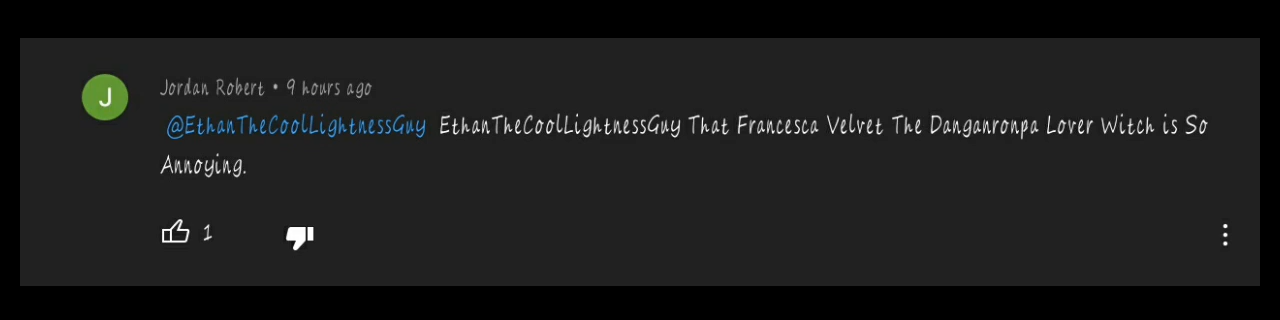 J
Jordan Robert • 9 hours ago
@EthanTheCoolLightnessGuy EthanTheCoolLightnessGuy That Francesca Velvet The Danganronpa Lover Witch is So
Annoying.
1